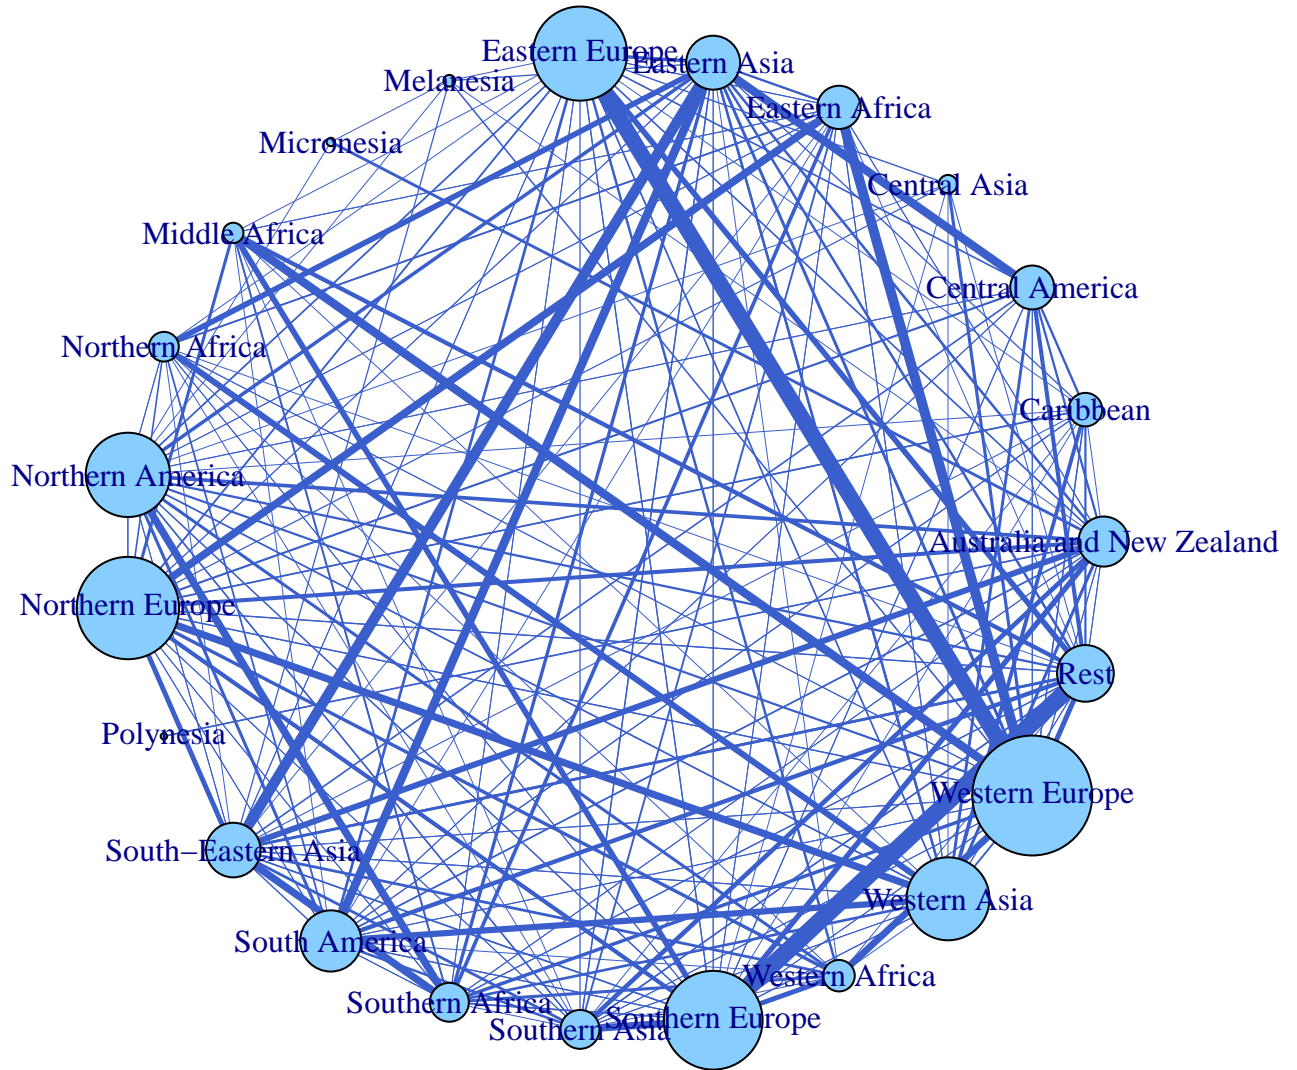 Eastern Europe
Eastern Asia
Melanesia
Eastern Africa
Micronesia
Central Asia
Middle Africa
Central America
Northern Africa
Caribbean
Northern America
Australia and New Zealand
Northern Europe
Rest
Polynesia
Western Europe
South−Eastern Asia
Western Asia
South America
Western Africa
Southern Africa
Southern Europe
Southern Asia